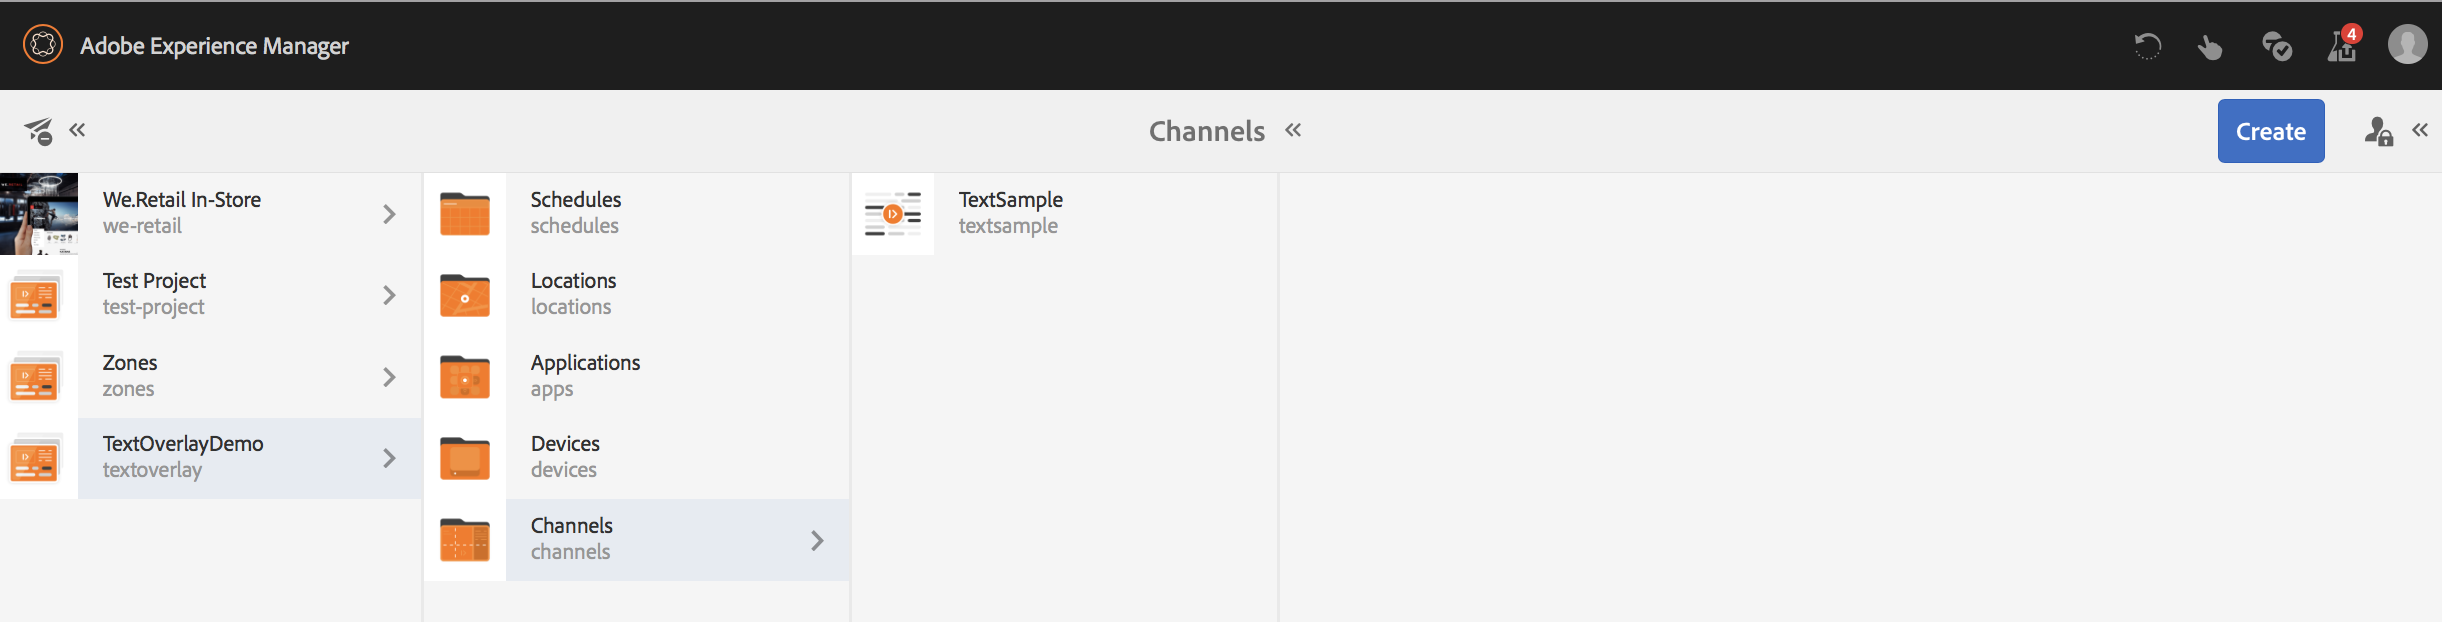 Adobe Experience Manager
4
Channels
Create
We.Retail In-Store
we-retail
Test Project
test-project
Zones
zones
TextOverlayDemo
textoverlay
Schedules
schedules
Locations
locations
Applications
apps
Devices
devices
Channels
channels
TextSample
textsample